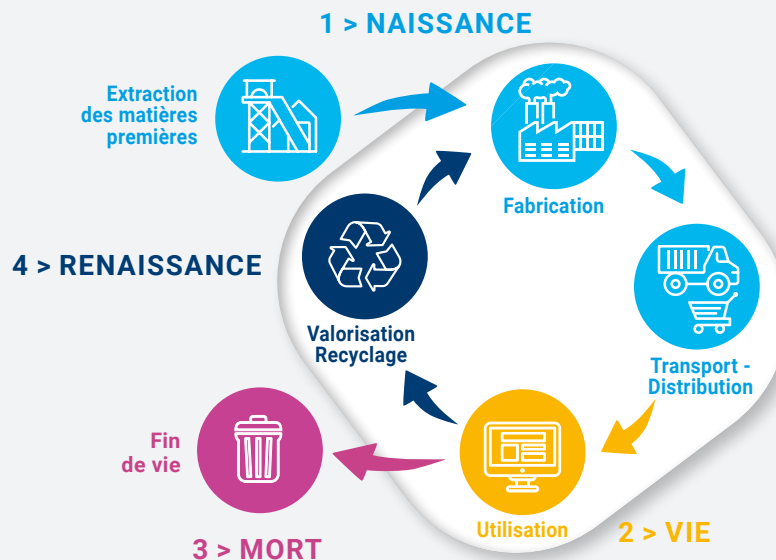 1 > NAISSANCE
Extraction
des matières
premières
Fabrication
4 > RENAISSANCE
Valorisation
Recyclage
Transport -
Distribution
Fin
de vie
Utilisation
2 > VIE
3 > MORT